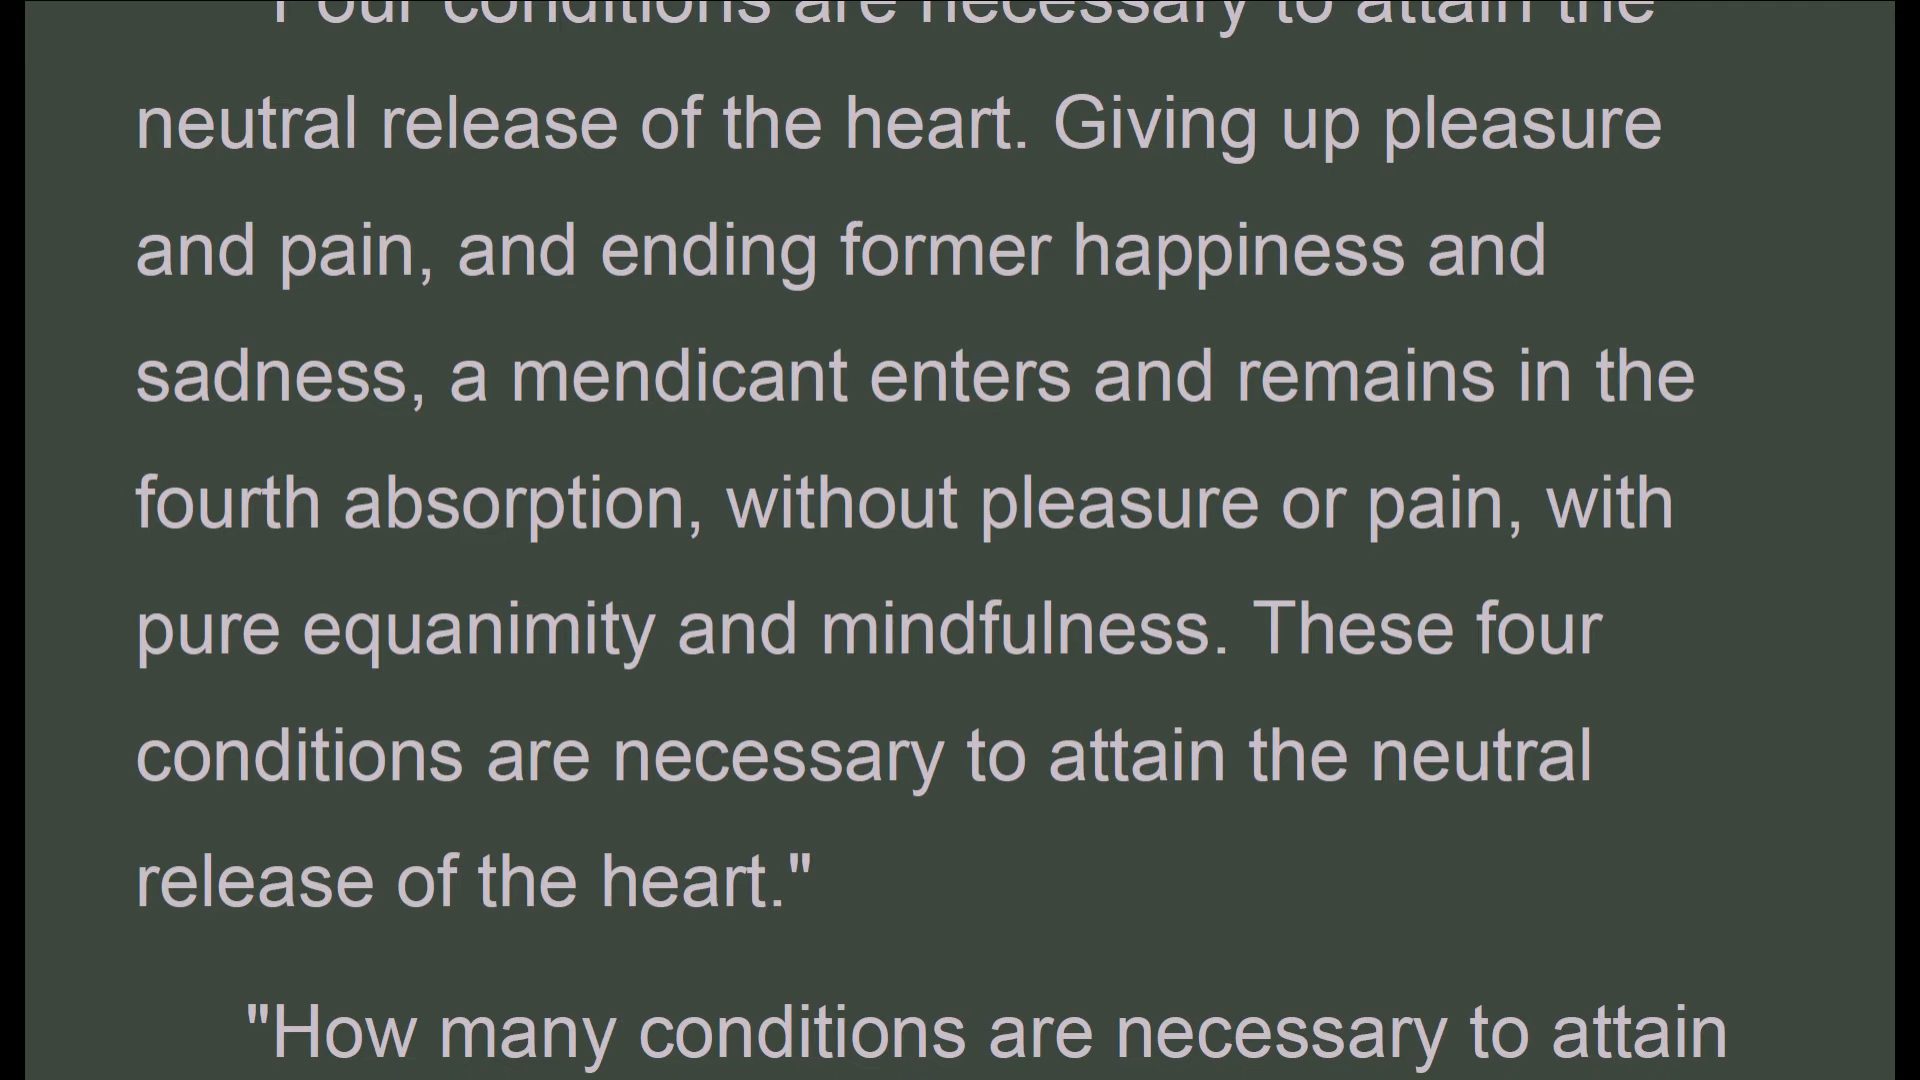 Four conditions are necessary to attain the
neutral release of the heart. Giving up pleasure
and pain, and ending former happiness and
sadness, a mendicant enters and remains in the
fourth absorption, without pleasure or pain, with
pure equanimity and mindfulness. These four
conditions are necessary to attain the neutral
release of the heart."
"How many conditions are necessary to attain